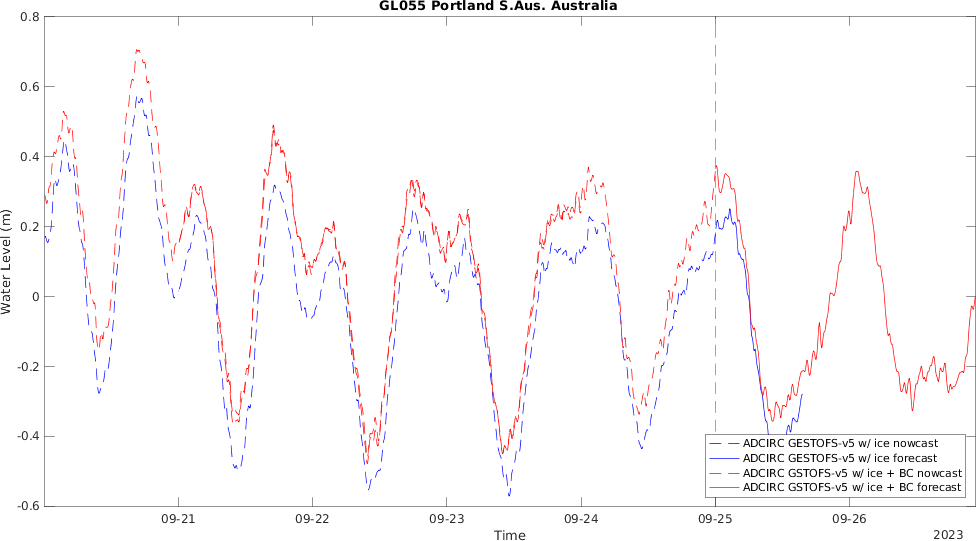 GL055 Portland S.Aus. Australia
0.8
0.6
0.4
0.2
0
-0.2
-0.4
-0.6
Water Level (m)
09-21
09-22
09-23
09-24
09-25
09-26
Time
2023
ADCIRC GESTOFS-v5 w/ ice nowcast
ADCIRC GESTOFS-v5 w/ ice forecast
ADCIRC GSTOFS-v5 w/ ice + BC nowcast
ADCIRC GSTOFS-v5 w/ ice + BC forecast